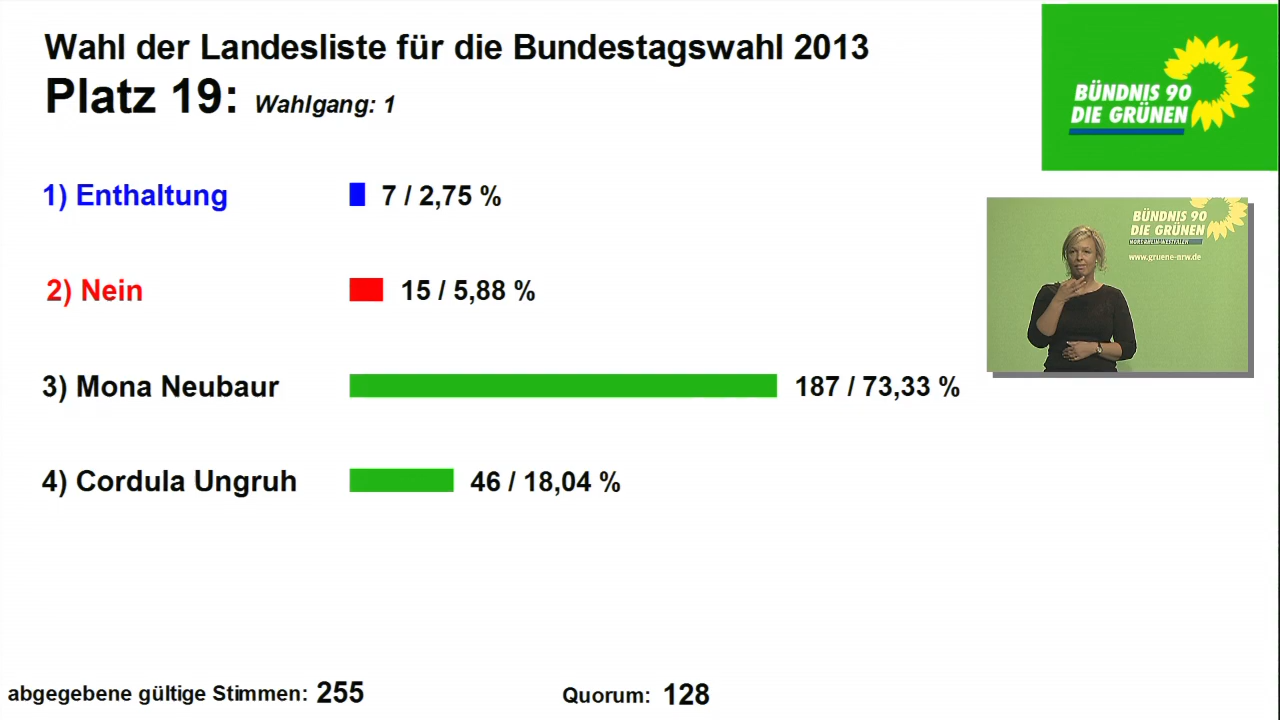 Wahl der Landesliste für die Bundestagswahl 2013
Platz 19: Wahlgang: 1
BÜNDNIS 90
DIE GRÜNEN
1) Enthaltung 7 / 2,75 %
2) Nein 15 / 5,88 %
3) Mona Neubaur 187 / 73,33 %
4) Cordula Ungruh 46 / 18,04 %
BÜNDNIS 90
DIE GRÜNEN
NORDRHEIN-WESTFALEN
www.gruene-nrw.de
abgegebene gültige Stimmen: 255 Quorum: 128